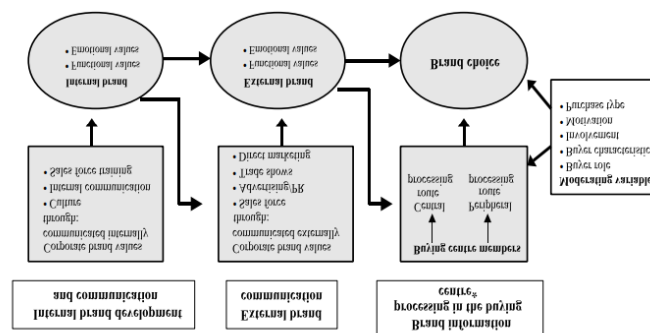 Internal brand development
and communication
External brand
communication
Brand information
processing in the buying
centre*
Corporate brand values
communicated internally
through:
• Culture
• Internal communication
• Sales force training
Corporate brand values
communicated externally
through:
• Sales force
• Advertising/PR
• Trade shows
• Direct marketing
Buying centre members
Central
route
processing
Peripheral
route
processing
Moderating variable
• Buyer role
• Buyer characteristic
• Involvement
• Motivation
• Purchase type
Internal brand
• Functional values
• Emotional values
External brand
• Functional values
• Emotional values
Brand choice